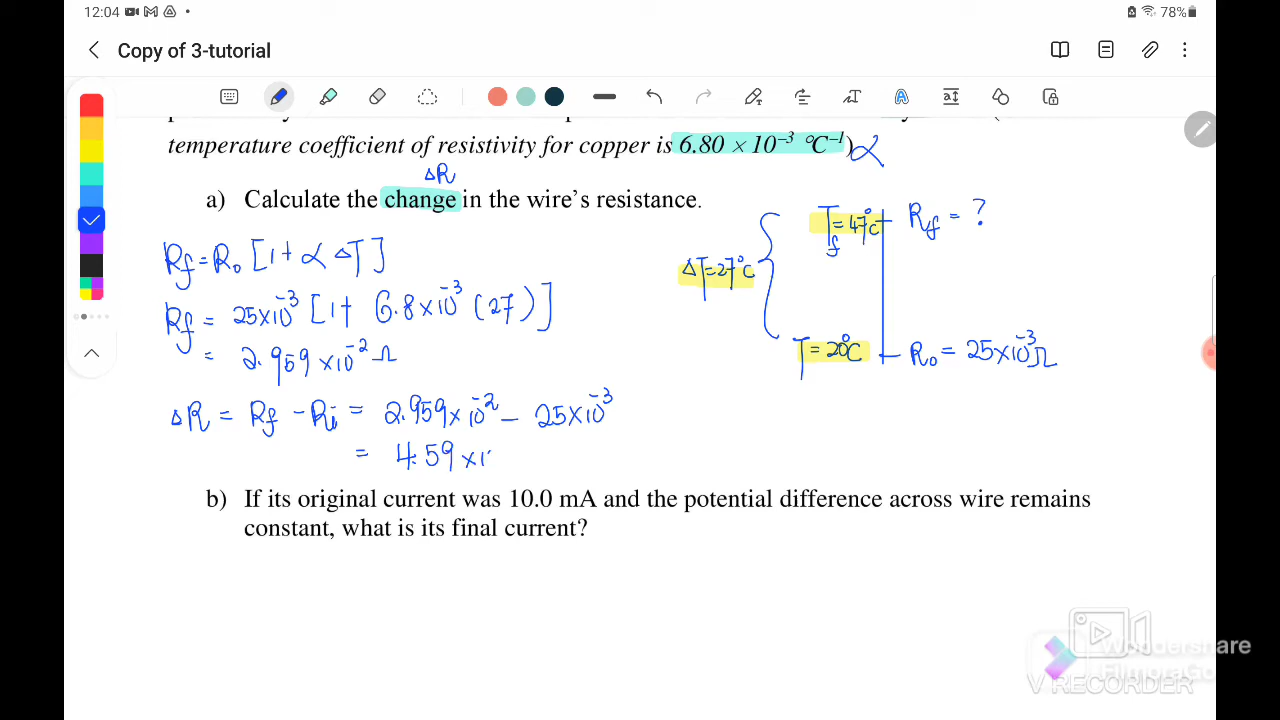 12:04
78%
Copy of 3-tutorial
temperature coefficient of resistivity for copper is 6.80 × 10⁻³ °C⁻¹) α
ΔR
a) Calculate the change in the wire's resistance.
Rf = R₀ [1 + α ΔT]
Rf = 25×10⁻³ [1 + 6.8×10⁻³ (27)]
= 2.959 ×10⁻² Ω
ΔR = Rf - Ri = 2.959×10⁻² - 25×10⁻³
= 4.59 ×1
Tf = 47°C
Rf = ?
ΔT = 27°C
T = 20°C
R₀ = 25×10⁻³Ω
b) If its original current was 10.0 mA and the potential difference across wire remains
constant, what is its final current?
Wondershare
FilmoraGo
V RECORDER